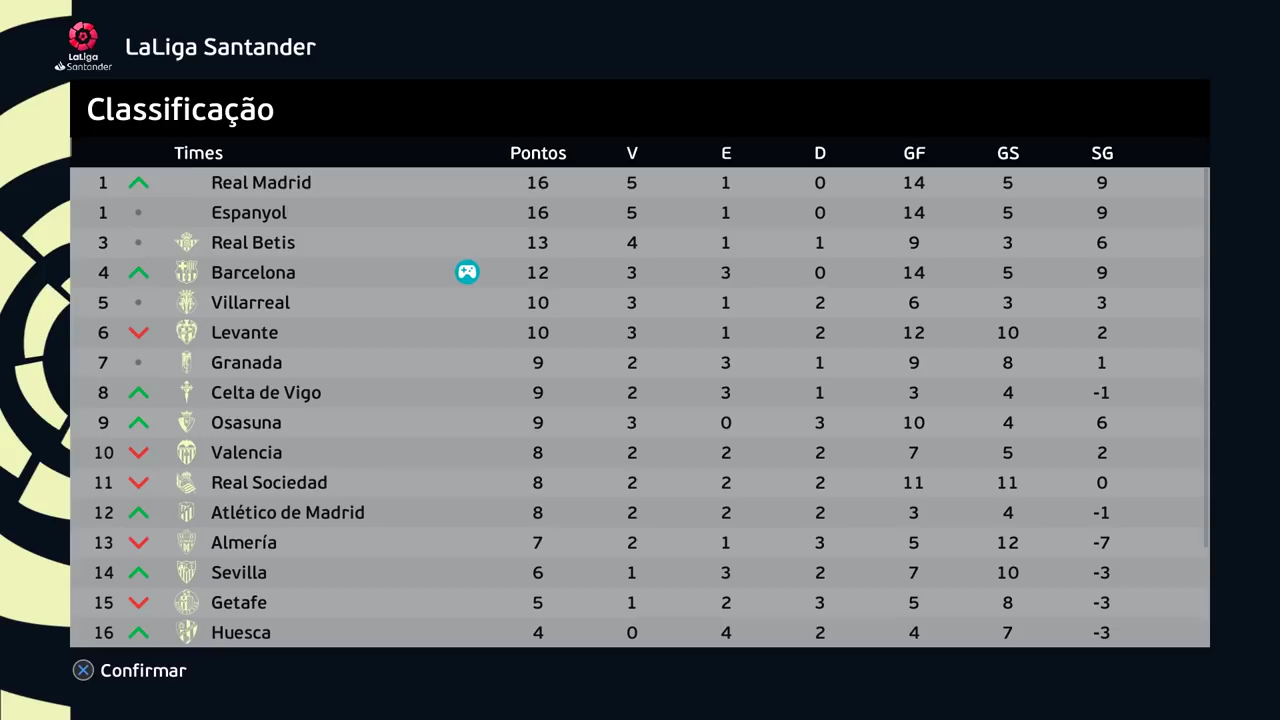 LaLiga
Santander
LaLiga Santander
Classificação
Times Pontos V E D GF GS SG
1 Real Madrid 16 5 1 0 14 5 9
1 Espanyol 16 5 1 0 14 5 9
3 Real Betis 13 4 1 1 9 3 6
4 Barcelona 12 3 3 0 14 5 9
5 Villarreal 10 3 1 2 6 3 3
6 Levante 10 3 1 2 12 10 2
7 Granada 9 2 3 1 9 8 1
8 Celta de Vigo 9 2 3 1 3 4 -1
9 Osasuna 9 3 0 3 10 4 6
10 Valencia 8 2 2 2 7 5 2
11 Real Sociedad 8 2 2 2 11 11 0
12 Atlético de Madrid 8 2 2 2 3 4 -1
13 Almería 7 2 1 3 5 12 -7
14 Sevilla 6 1 3 2 7 10 -3
15 Getafe 5 1 2 3 5 8 -3
16 Huesca 4 0 4 2 4 7 -3
Confirmar